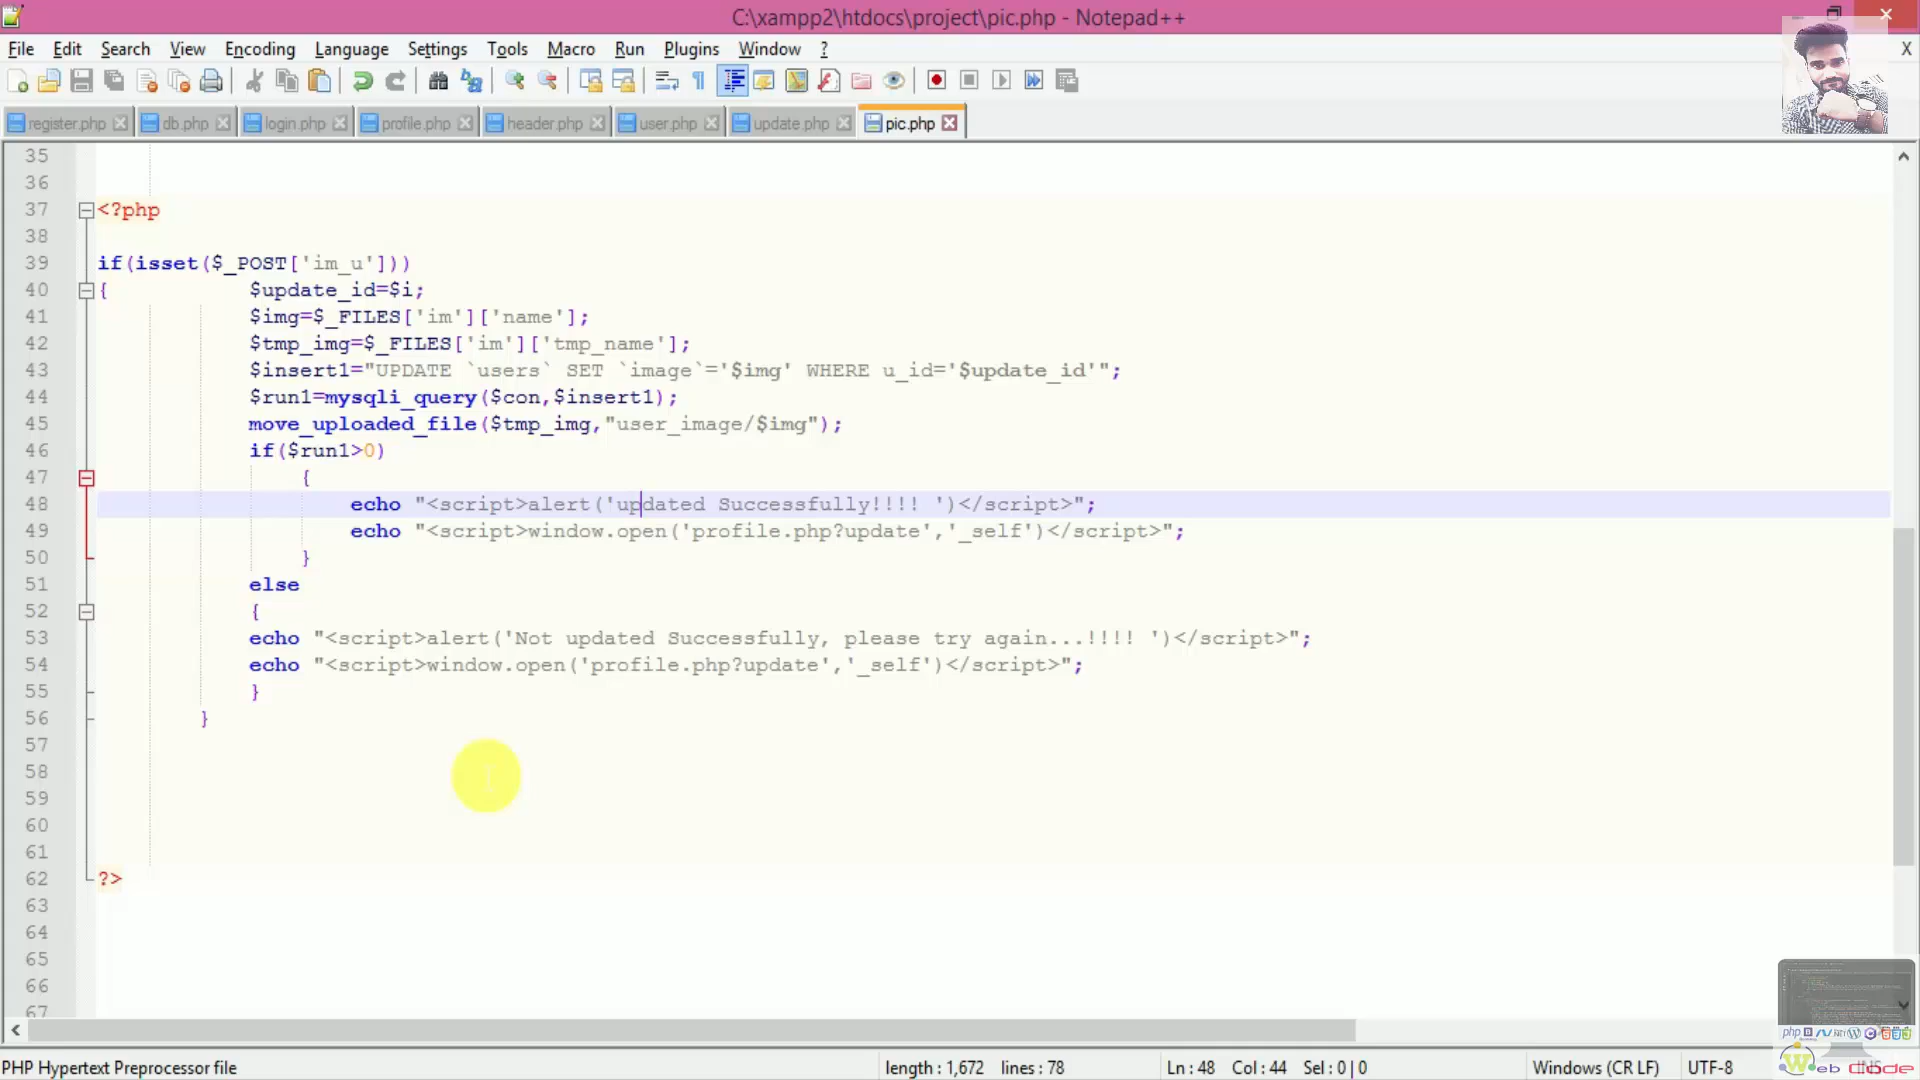 C:\xampp2\htdocs\project\pic.php - Notepad++
File Edit Search View Encoding Language Settings Tools Macro Run Plugins Window ?
X
register.php db.php login.php profile.php header.php user.php update.php pic.php
35
36
37 <?php
38
39 if(isset($_POST['im_u']))
40 { $update_id=$i;
41 $img=$_FILES['im']['name'];
42 $tmp_img=$_FILES['im']['tmp_name'];
43 $insert1="UPDATE `users` SET `image`='$img' WHERE u_id='$update_id'";
44 $run1=mysqli_query($con,$insert1);
45 move_uploaded_file($tmp_img,"user_image/$img");
46 if($run1>0)
47 {
48 echo "<script>alert('updated Successfully!!!! ')</script>";
49 echo "<script>window.open('profile.php?update','_self')</script>";
50 }
51 else
52 {
53 echo "<script>alert('Not updated Successfully, please try again...!!!! ')</script>";
54 echo "<script>window.open('profile.php?update','_self')</script>";
55 }
56 }
57
58
59
60
61
62 ?>
63
64
65
66
67
PHP Hypertext Preprocessor file length : 1,672 lines : 78 Ln : 48 Col : 44 Sel : 0 | 0 Windows (CR LF) UTF-8
php
Web Code